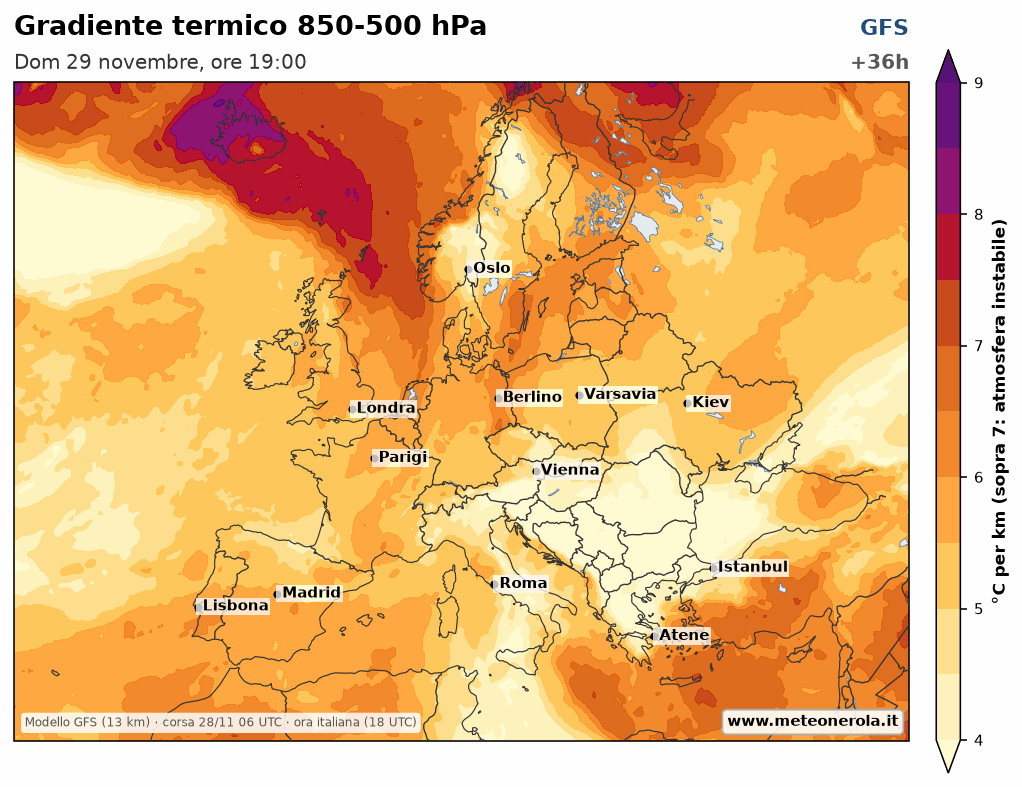 Gradiente termico 850-500 hPa
GFS
Dom 29 novembre, ore 19:00
+36h
Oslo
Londra
Berlino
Varsavia
Kiev
Parigi
Vienna
Istanbul
Roma
Madrid
Lisbona
Atene
Modello GFS (13 km) · corsa 28/11 06 UTC · ora italiana (18 UTC)
www.meteonerola.it
9
8
7
6
5
4
°C per km (sopra 7: atmosfera instabile)